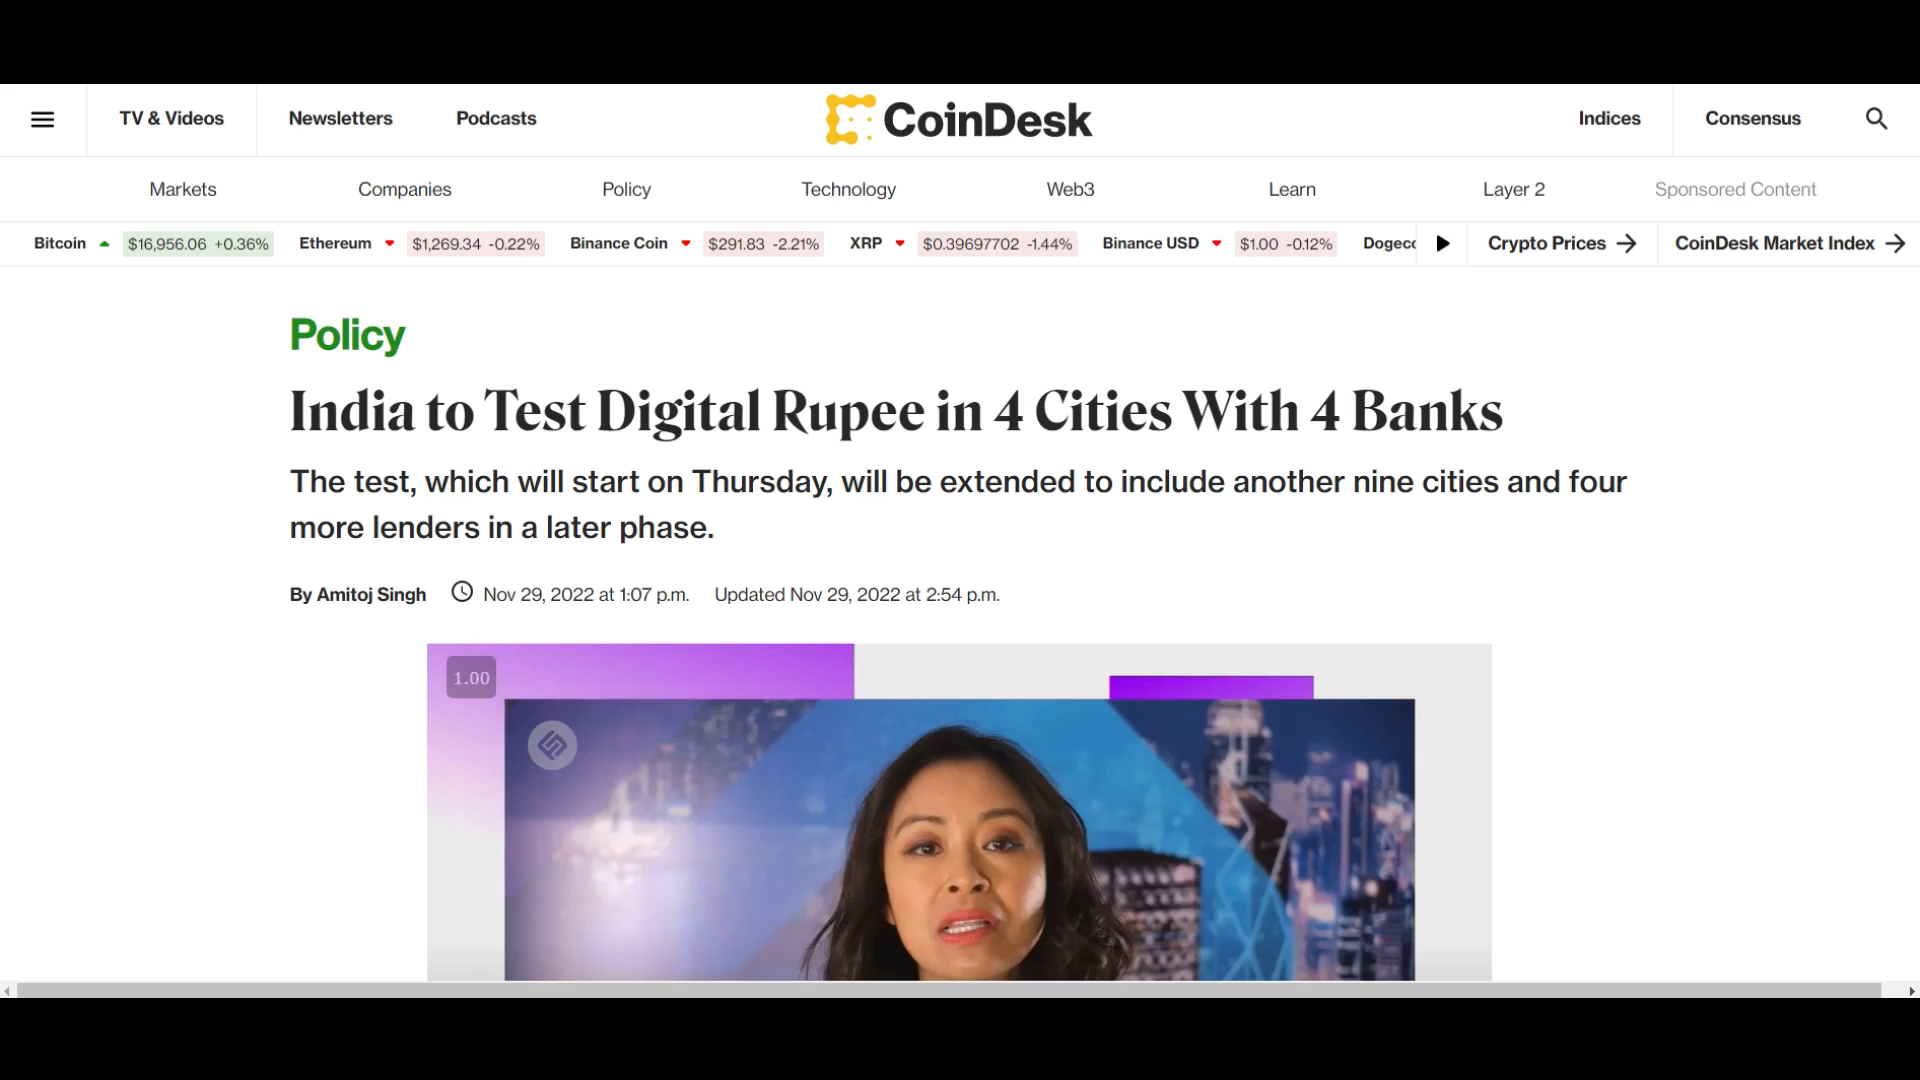 TV & Videos Newsletters Podcasts CoinDesk Indices Consensus
Markets Companies Policy Technology Web3 Learn Layer 2 Sponsored Content
Bitcoin $16,956.06 +0.36% Ethereum $1,269.34 -0.22% Binance Coin $291.83 -2.21% XRP $0.39697702 -1.44% Binance USD $1.00 -0.12% Dogec Crypto Prices CoinDesk Market Index
Policy
India to Test Digital Rupee in 4 Cities With 4 Banks
The test, which will start on Thursday, will be extended to include another nine cities and four
more lenders in a later phase.
By Amitoj Singh Nov 29, 2022 at 1:07 p.m. Updated Nov 29, 2022 at 2:54 p.m.
1.00